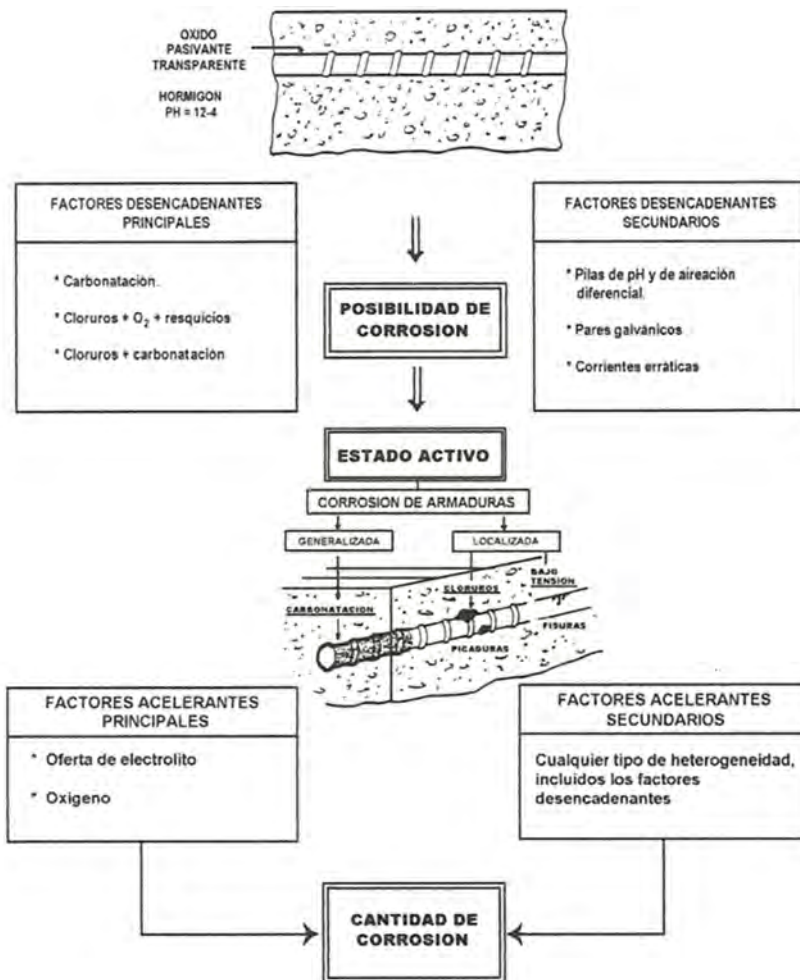 OXIDO
PASIVANTE
TRANSPARENTE
HORMIGON
PH = 12-4
FACTORES DESENCADENANTES
PRINCIPALES
* Carbonatación.
* Cloruros + O₂ + resquicios
* Cloruros + carbonatación
FACTORES DESENCADENANTES
SECUNDARIOS
* Pilas de pH y de aireación
diferencial.
* Pares galvánicos
* Corrientes erráticas
POSIBILIDAD DE
CORROSION
ESTADO ACTIVO
CORROSION DE ARMADURAS
GENERALIZADA
LOCALIZADA
CARBONATACION
CLORUROS
BAJO
TENSION
PICADURAS
FISURAS
FACTORES ACELERANTES
PRINCIPALES
* Oferta de electrolito
* Oxigeno
FACTORES ACELERANTES
SECUNDARIOS
Cualquier tipo de heterogeneidad,
incluidos los factores
desencadenantes
CANTIDAD DE
CORROSION